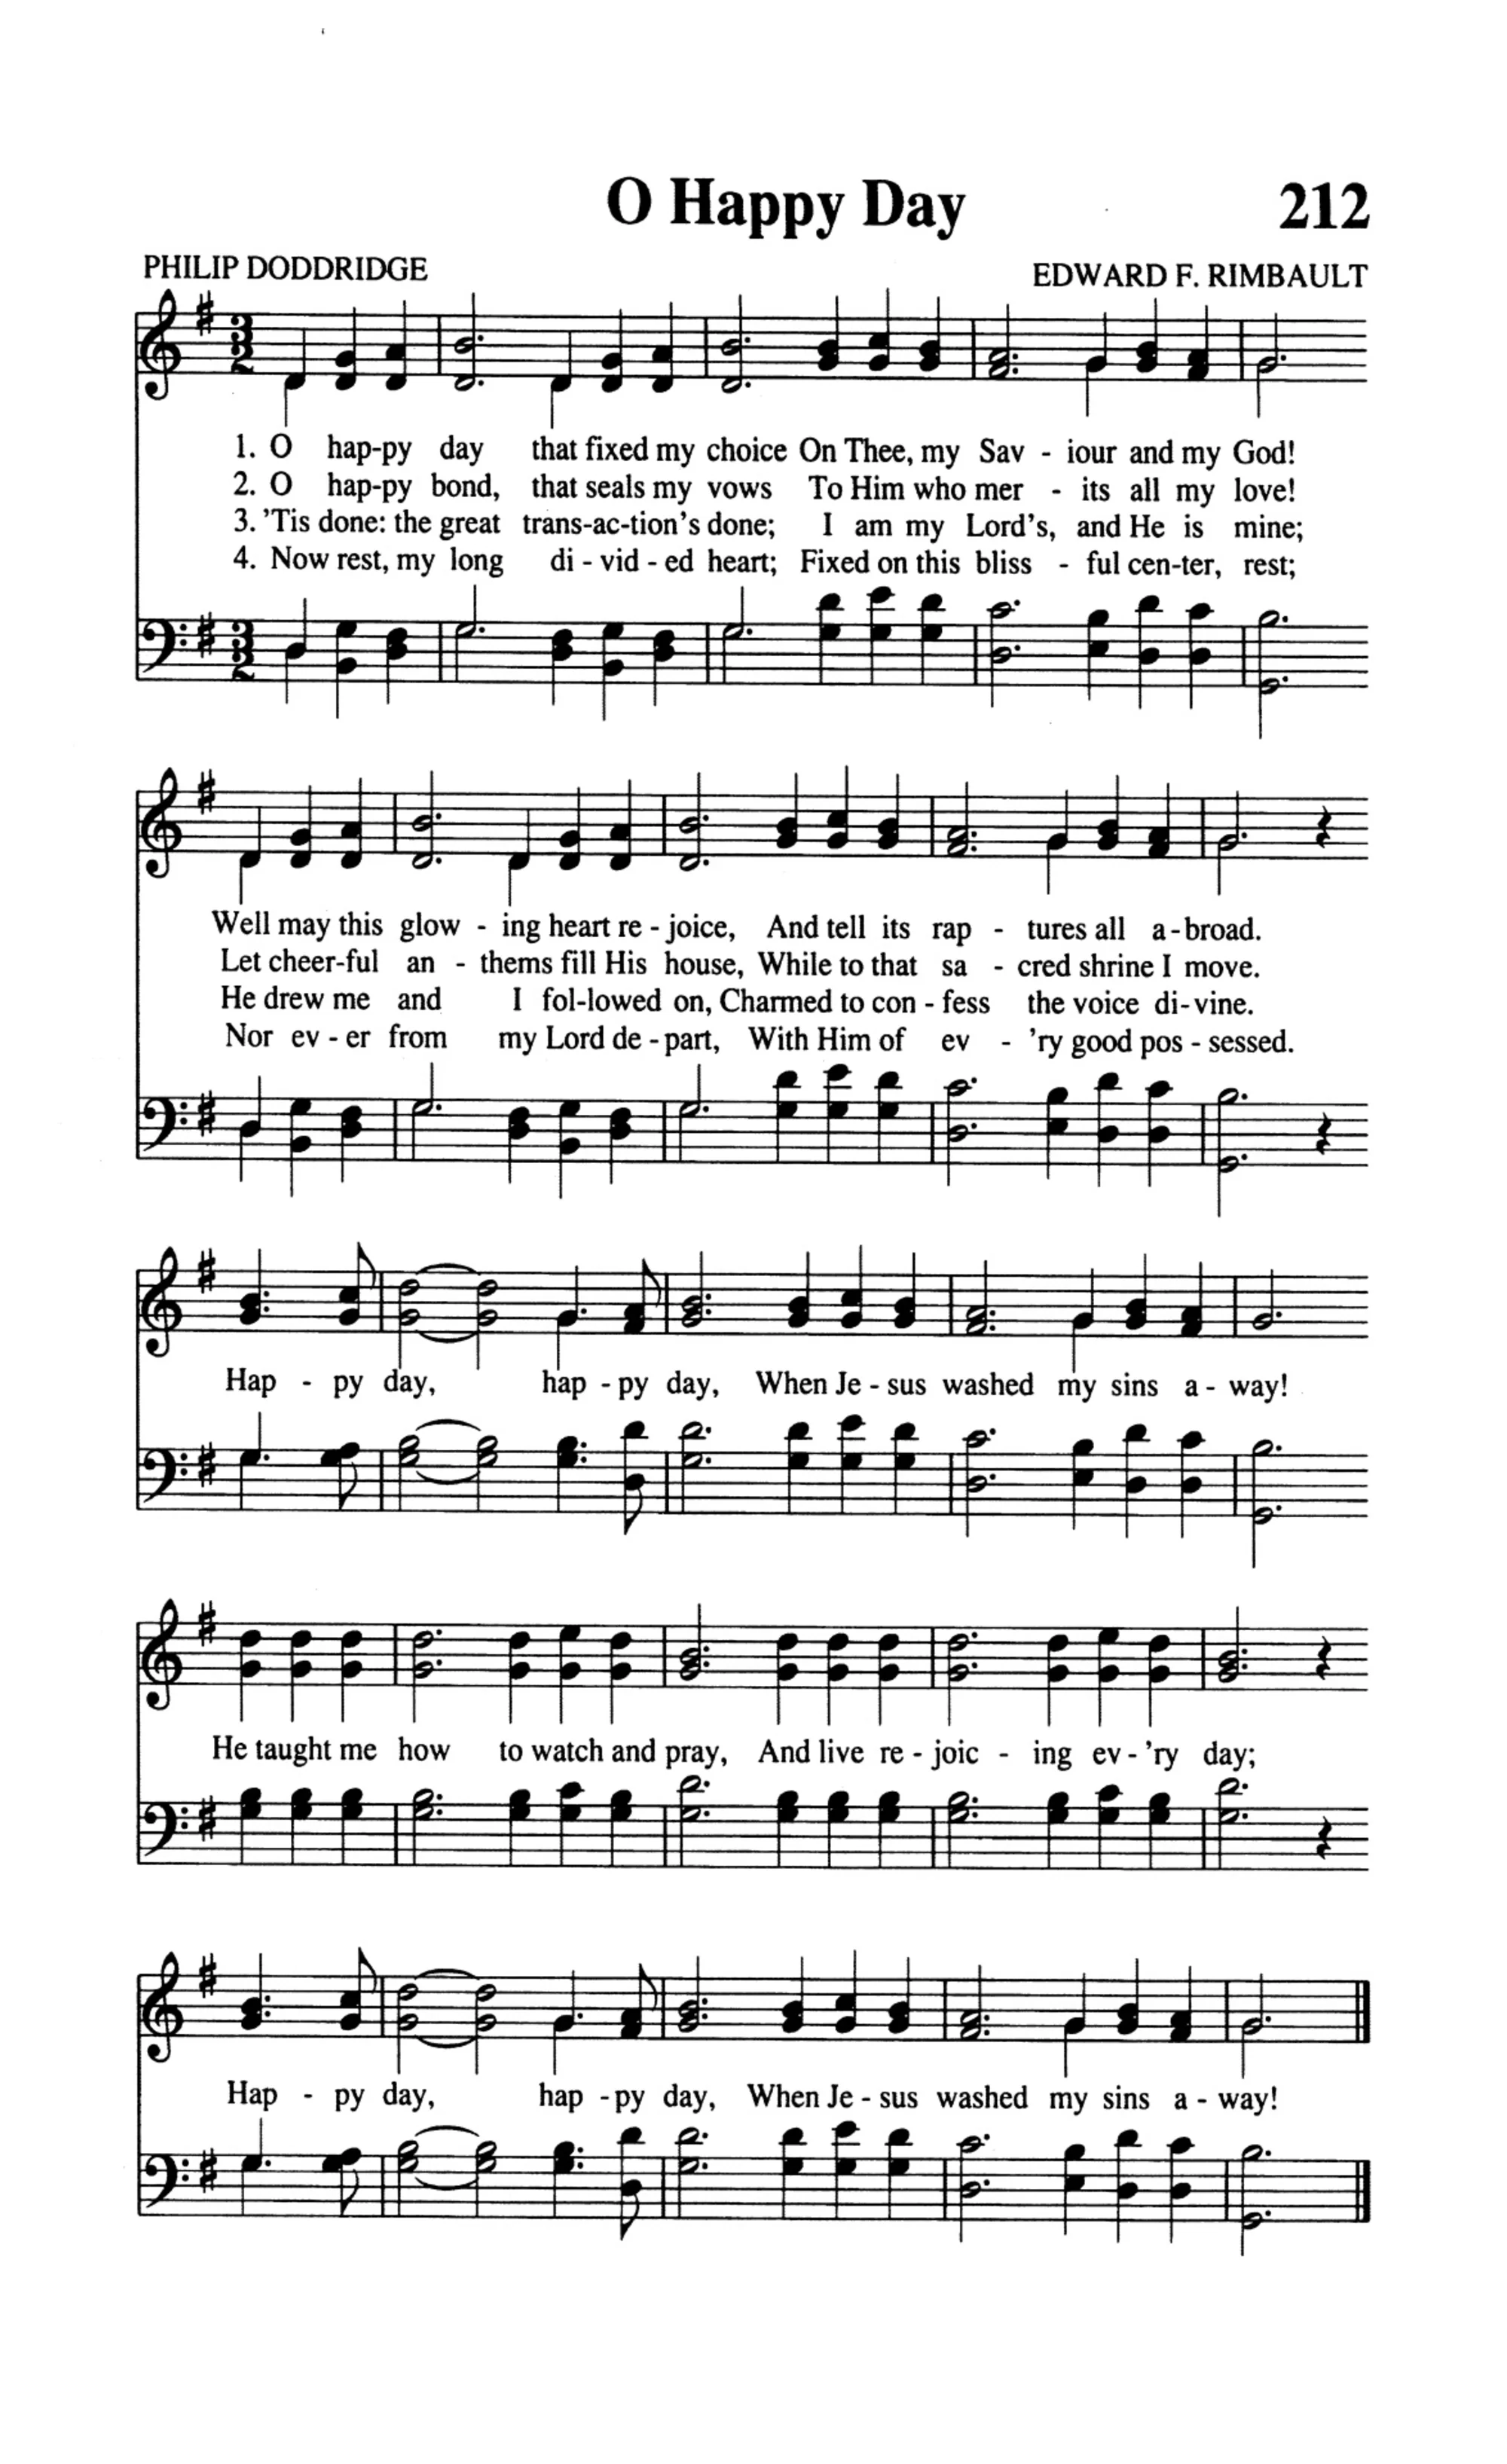 O Happy Day 212
PHILIP DODDRIDGE EDWARD F. RIMBAULT
1. O hap-py day that fixed my choice On Thee, my Sav - iour and my God!
2. O hap-py bond, that seals my vows To Him who mer - its all my love!
3. 'Tis done: the great trans-ac-tion's done; I am my Lord's, and He is mine;
4. Now rest, my long di - vid - ed heart; Fixed on this bliss - ful cen-ter, rest;
Well may this glow - ing heart re - joice, And tell its rap - tures all a - broad.
Let cheer-ful an - thems fill His house, While to that sa - cred shrine I move.
He drew me and I fol-lowed on, Charmed to con - fess the voice di-vine.
Nor ev - er from my Lord de - part, With Him of ev - 'ry good pos - sessed.
Hap - py day, hap - py day, When Je - sus washed my sins a - way!
He taught me how to watch and pray, And live re - joic - ing ev - 'ry day;
Hap - py day, hap - py day, When Je - sus washed my sins a - way!